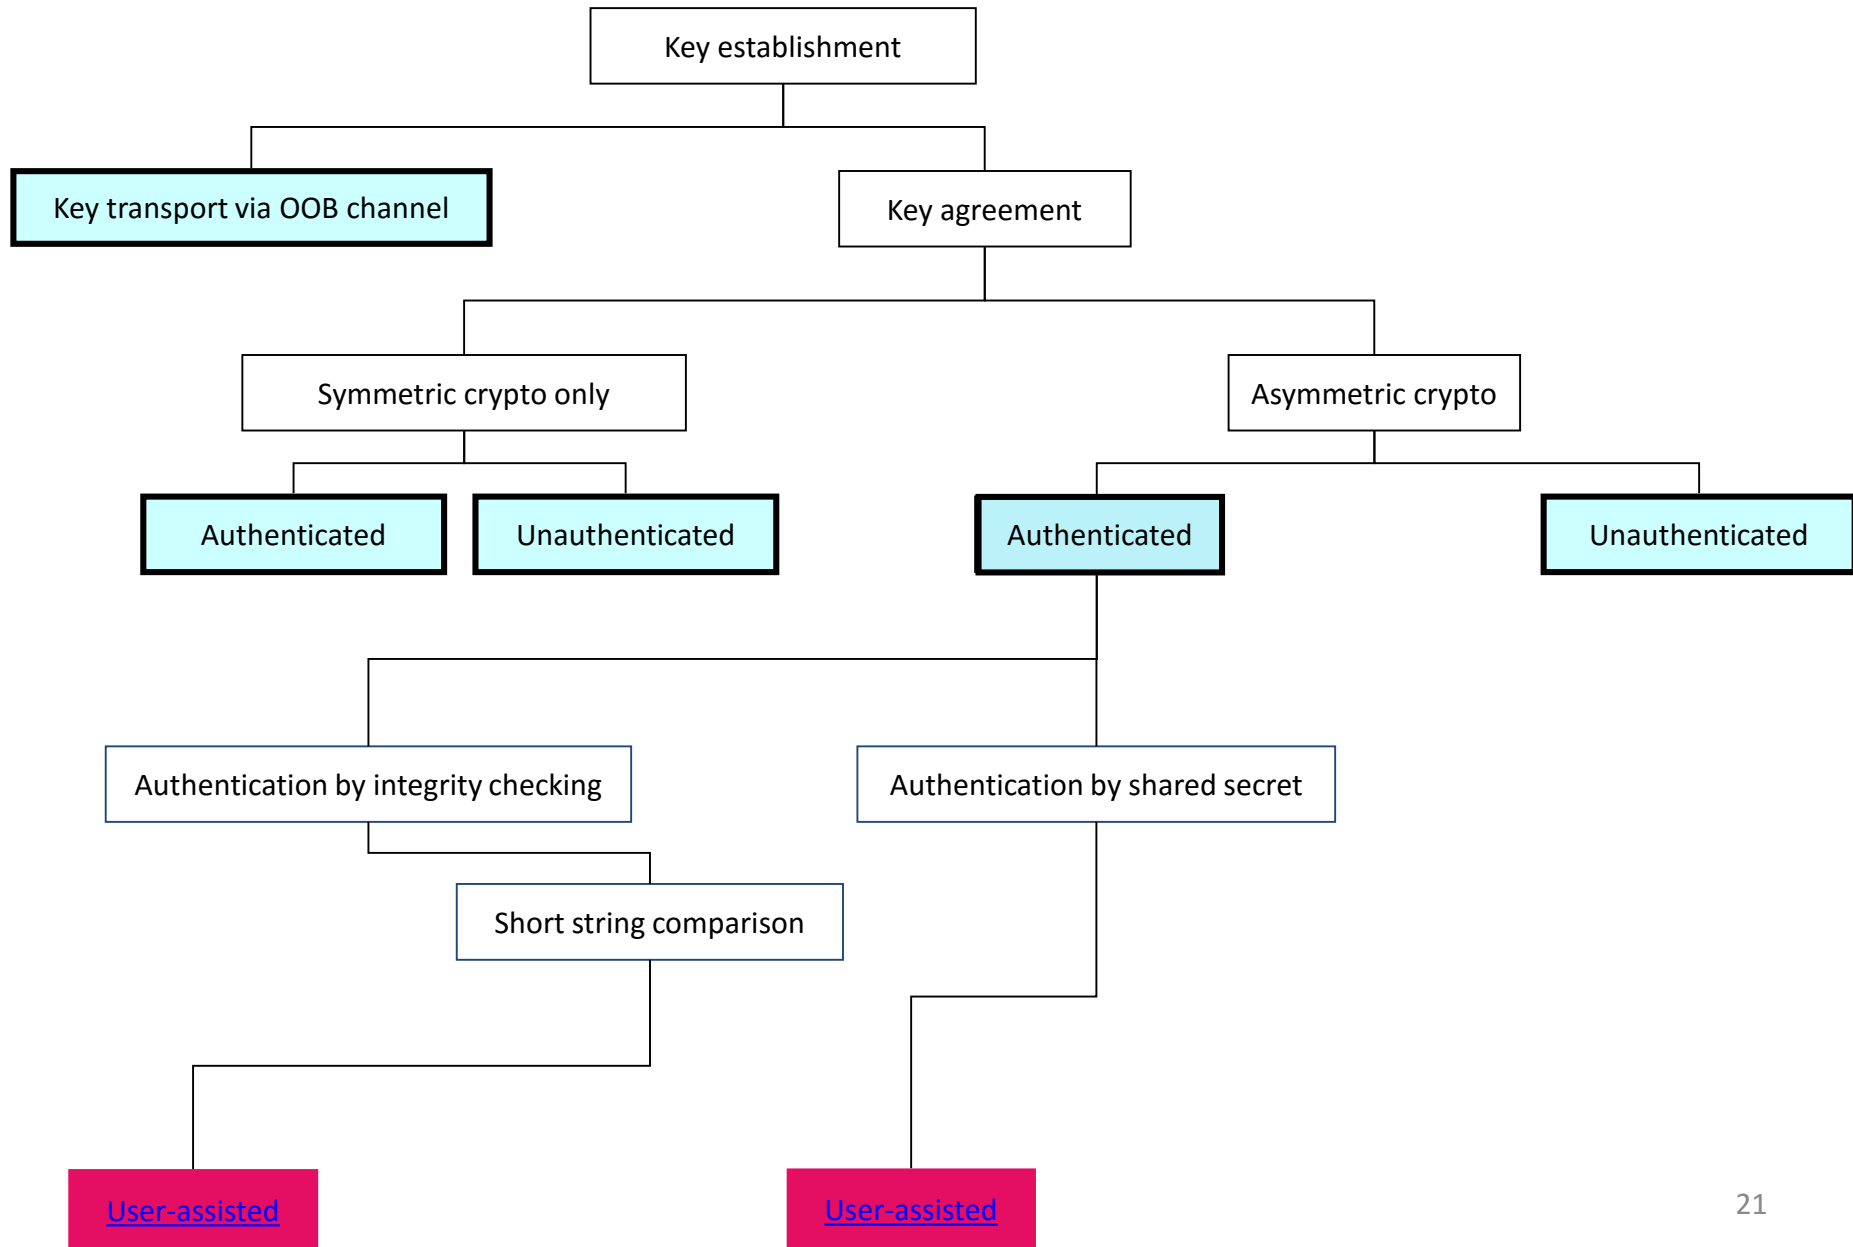 Key establishment
Key transport via OOB channel
Key agreement
Symmetric crypto only
Asymmetric crypto
Authenticated
Unauthenticated
Authenticated
Unauthenticated
Authentication by integrity checking
Authentication by shared secret
Short string comparison
User-assisted
User-assisted
21